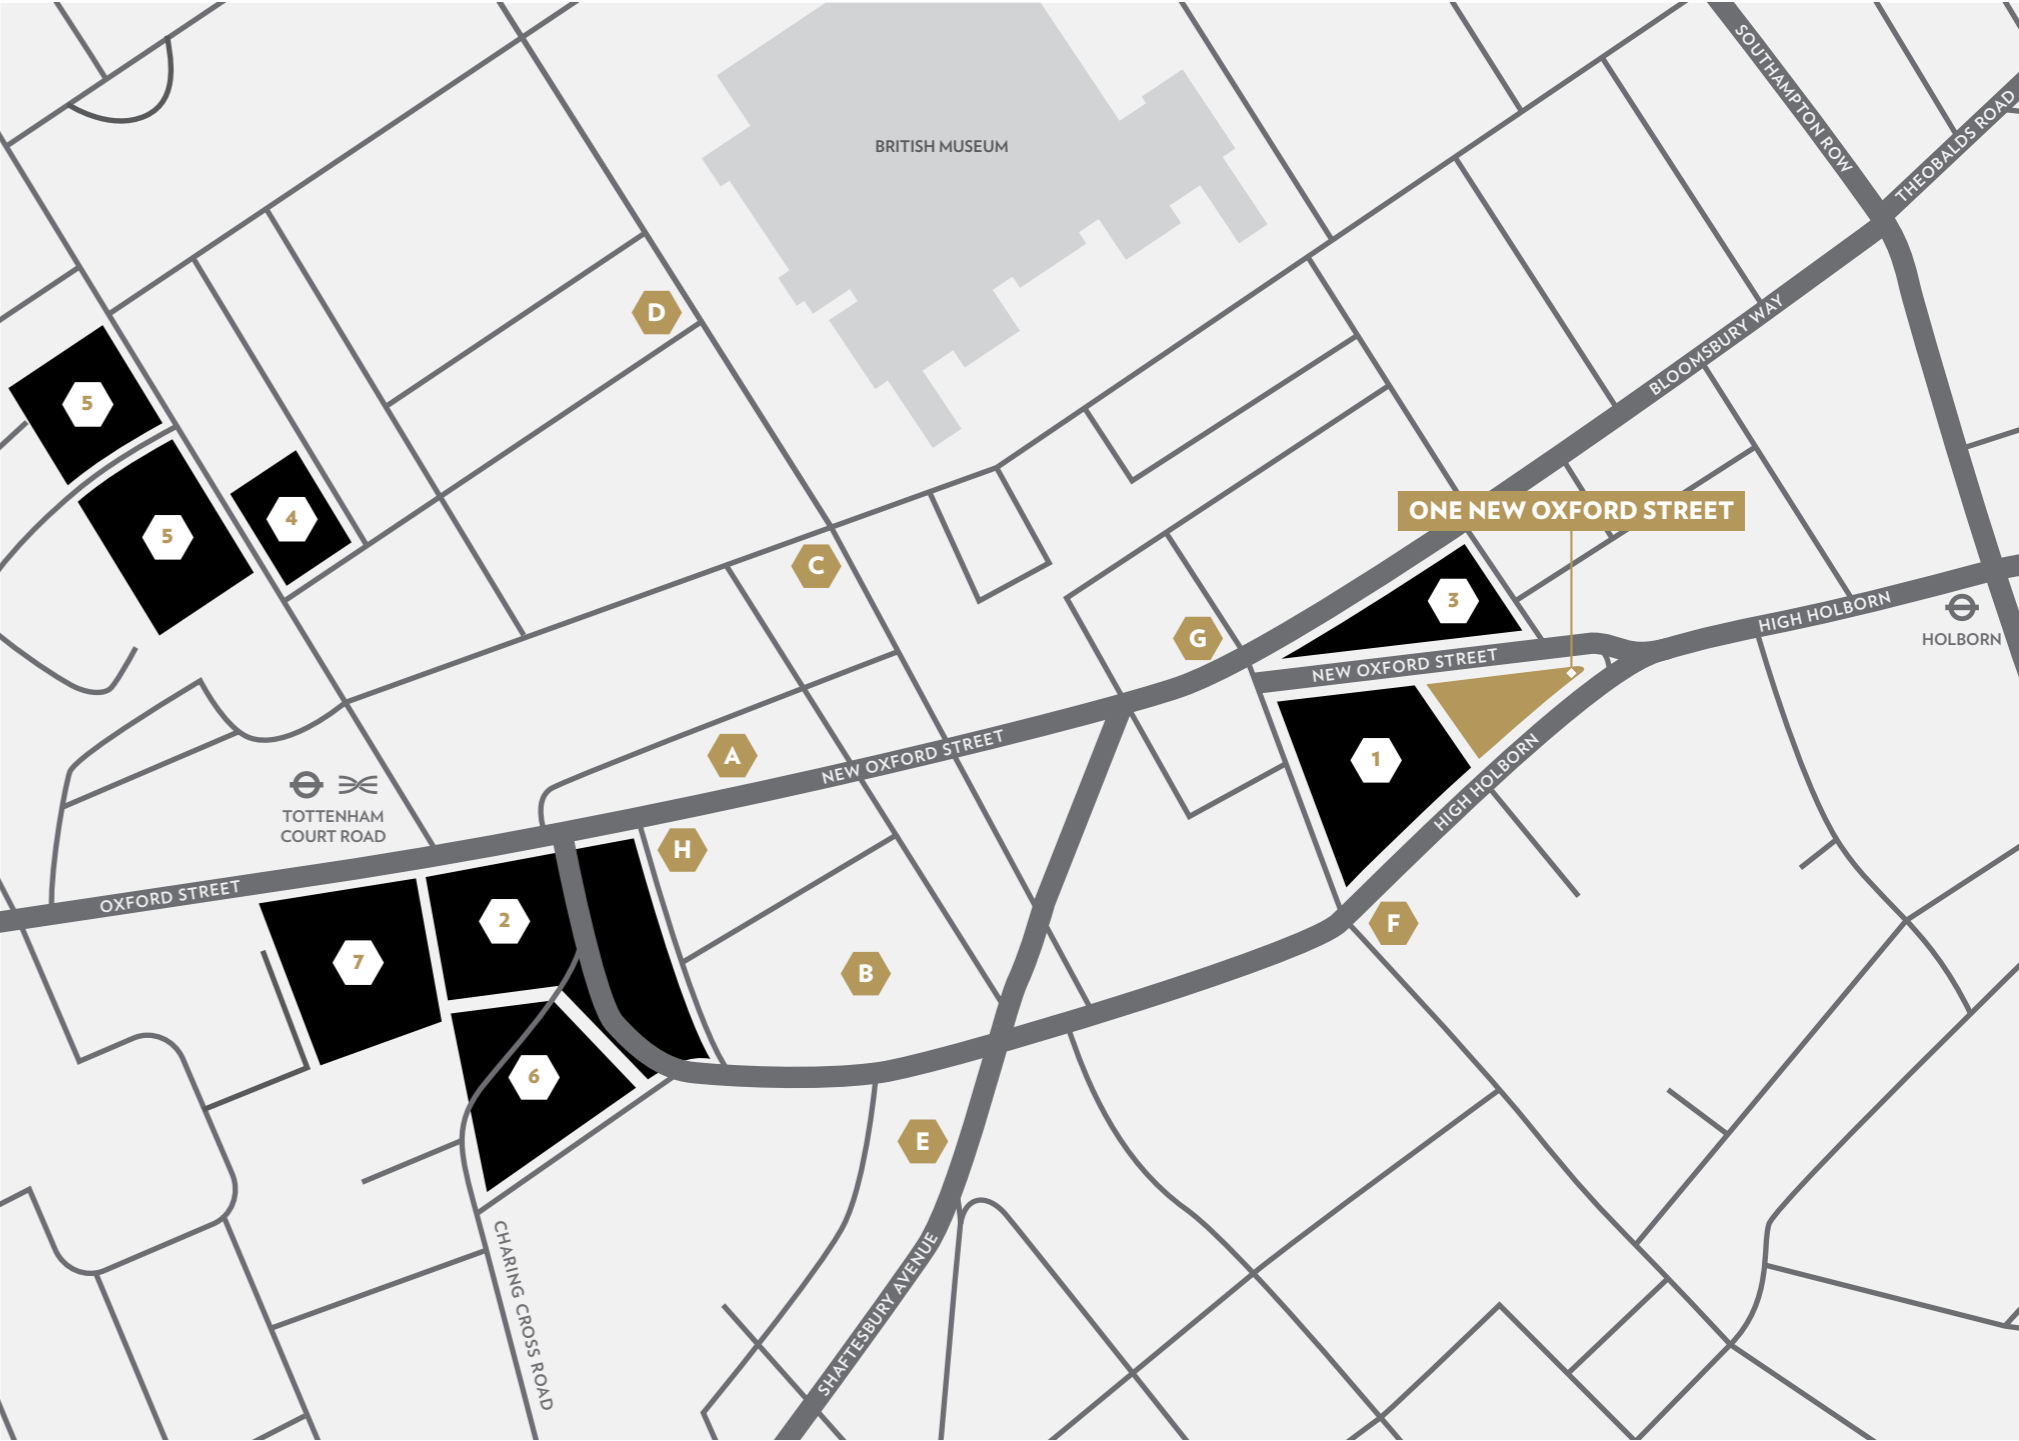 SOUTHAMPTON ROW
THEOBALDS ROAD
BRITISH MUSEUM
D
BLOOMSBURY WAY
5
5
4
ONE NEW OXFORD STREET
C
3
HIGH HOLBORN
HOLBORN
G
NEW OXFORD STREET
A
NEW OXFORD STREET
1
HIGH HOLBORN
TOTTENHAM
COURT ROAD
H
OXFORD STREET
2
F
7
B
6
E
CHARING CROSS ROAD
SHAFTESBURY AVENUE